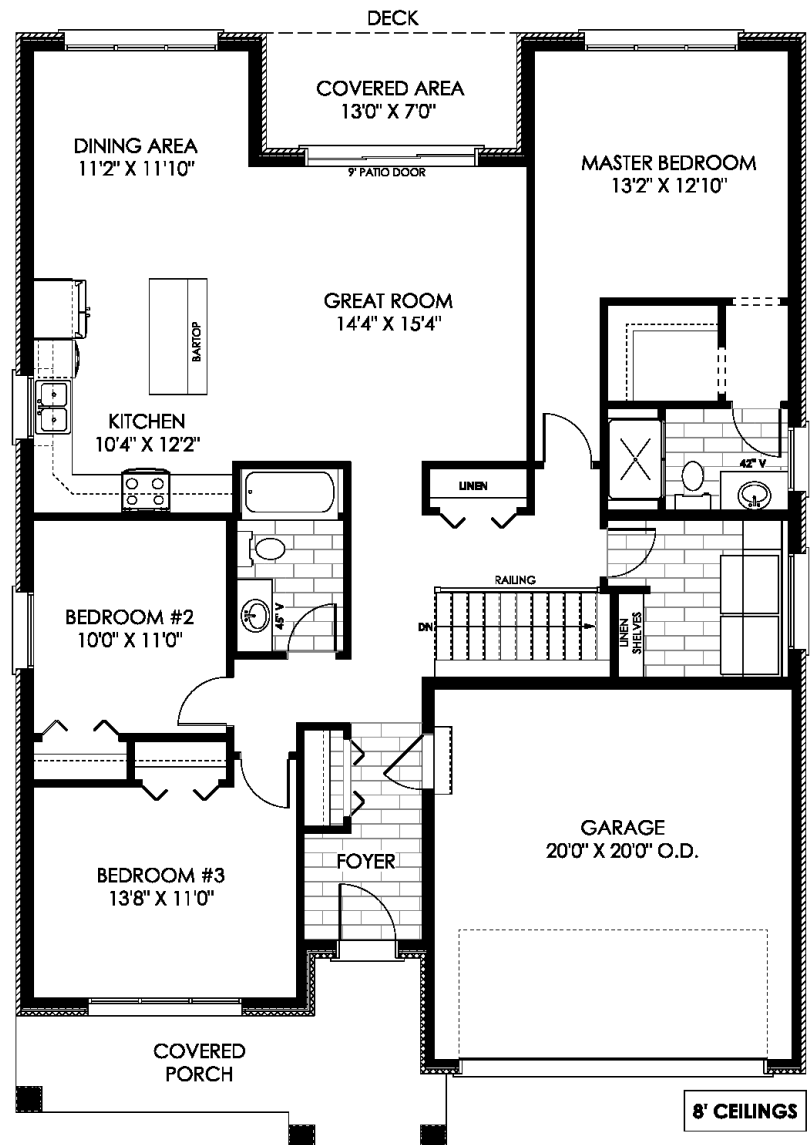 DECK
COVERED AREA
13'0" X 7'0"
DINING AREA
11'2" X 11'10"
9' PATIO DOOR
MASTER BEDROOM
13'2" X 12'10"
GREAT ROOM
14'4" X 15'4"
BARTOP
KITCHEN
10'4" X 12'2"
42" V
LINEN
BEDROOM #2
10'0" X 11'0"
45" V
RAILING
DN
LINEN
SHELVES
GARAGE
20'0" X 20'0" O.D.
FOYER
BEDROOM #3
13'8" X 11'0"
COVERED
PORCH
8' CEILINGS